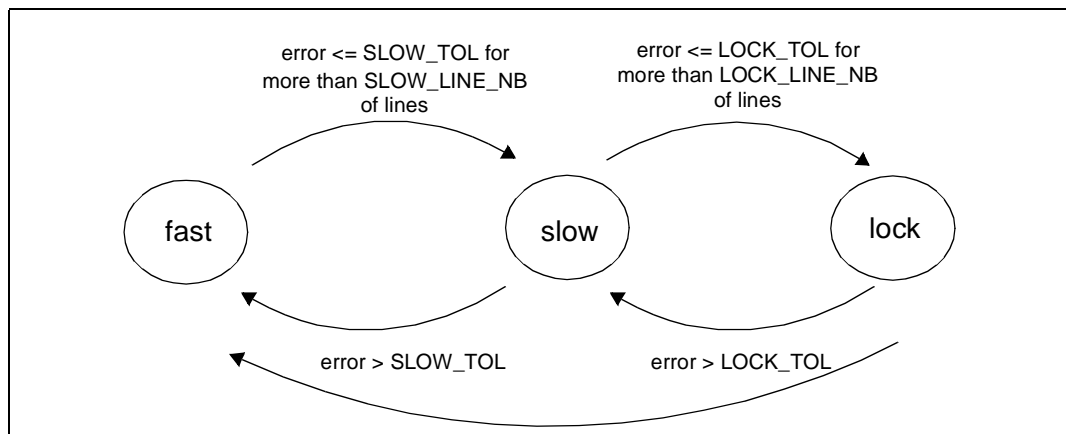 error <= SLOW_TOL for
more than SLOW_LINE_NB
of lines
error <= LOCK_TOL for
more than LOCK_LINE_NB
of lines
fast
slow
lock
error > SLOW_TOL
error > LOCK_TOL